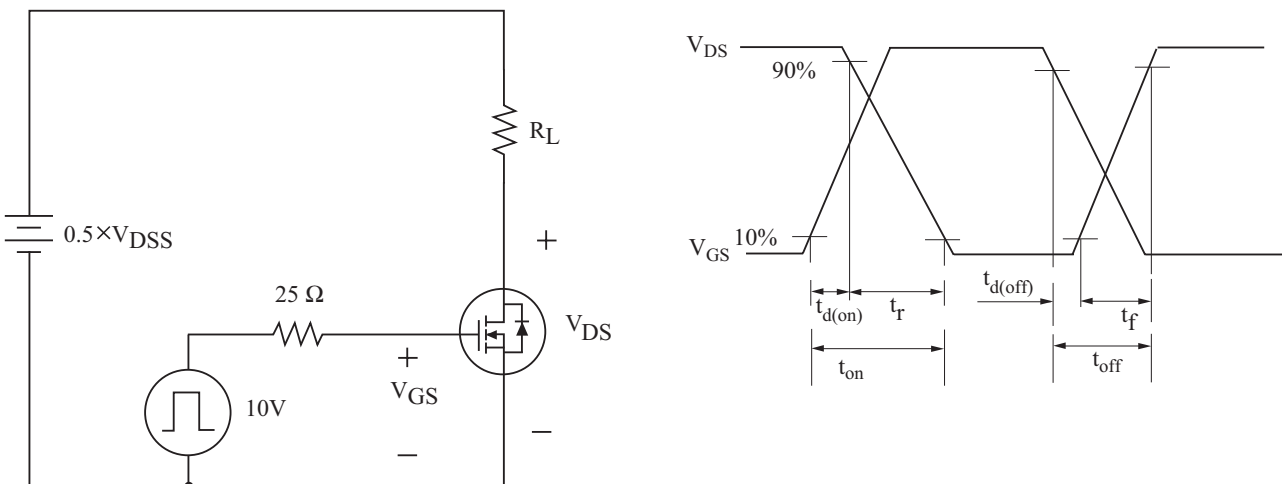 R_L
0.5×V_DSS
+
25 Ω
V_DS
+
V_GS
10V
−
−
V_DS
90%
10%
V_GS
t_d(on)
t_r
t_d(off)
t_f
t_on
t_off